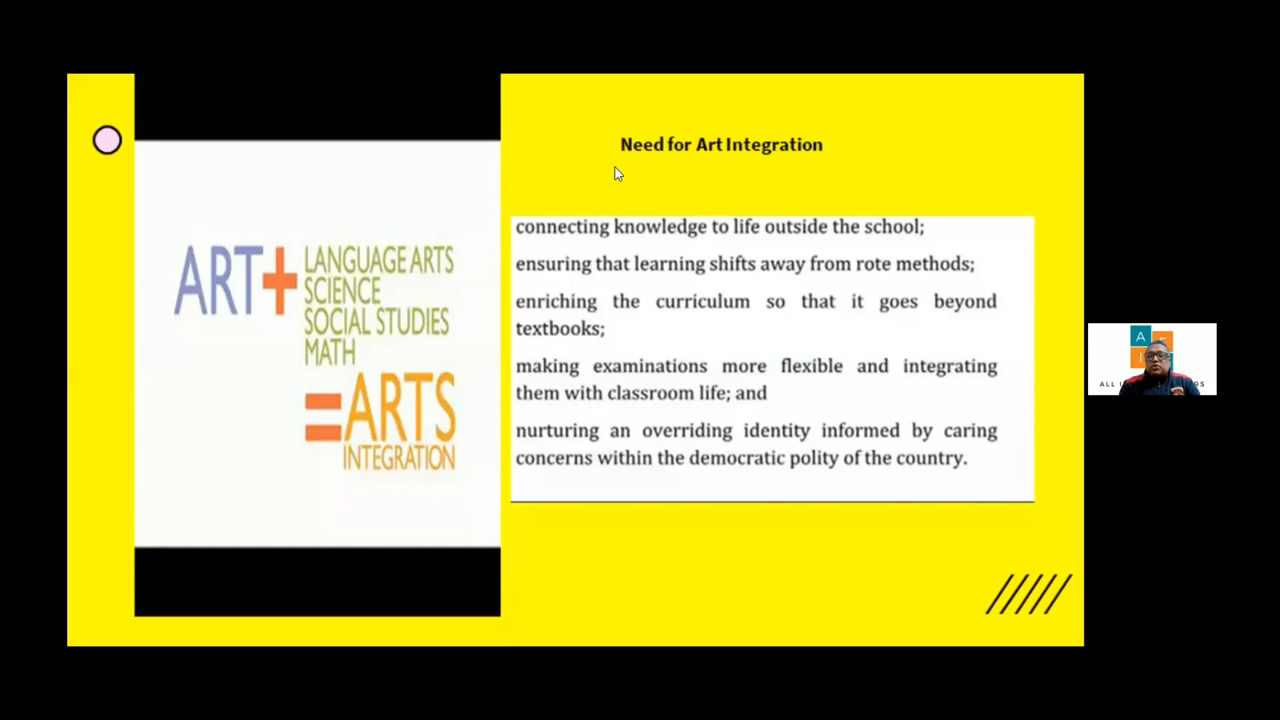 Need for Art Integration
ART+
LANGUAGE ARTS
SCIENCE
SOCIAL STUDIES
MATH
=ARTS
INTEGRATION
connecting knowledge to life outside the school;
ensuring that learning shifts away from rote methods;
enriching the curriculum so that it goes beyond
textbooks;
making examinations more flexible and integrating
them with classroom life; and
nurturing an overriding identity informed by caring
concerns within the democratic polity of the country.
A